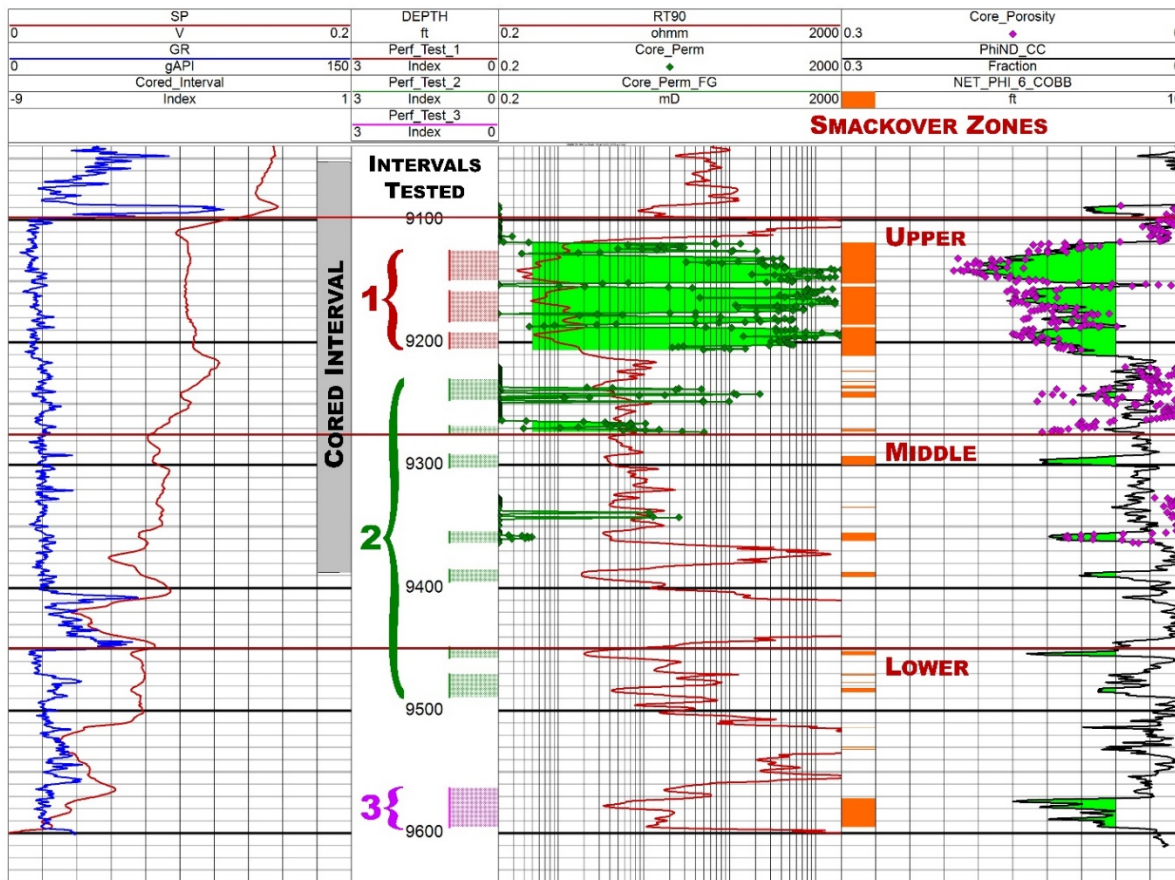 SP
0 V 0.2
GR
0 gAPI 150
Cored_Interval
-9 Index 1
DEPTH
ft
Perf_Test_1
3 Index 0
Perf_Test_2
3 Index 0
Perf_Test_3
3 Index 0
RT90
0.2 ohmm 2000
Core_Perm
0.2 2000
Core_Perm_FG
0.2 mD 2000
Core_Porosity
0.3
PhiND_CC
0.3 Fraction
NET_PHI_6_COBB
ft
SMACKOVER ZONES
INTERVALS
TESTED
CORED INTERVAL
9100
UPPER
1
9200
2
MIDDLE
9300
9400
LOWER
9500
3
9600